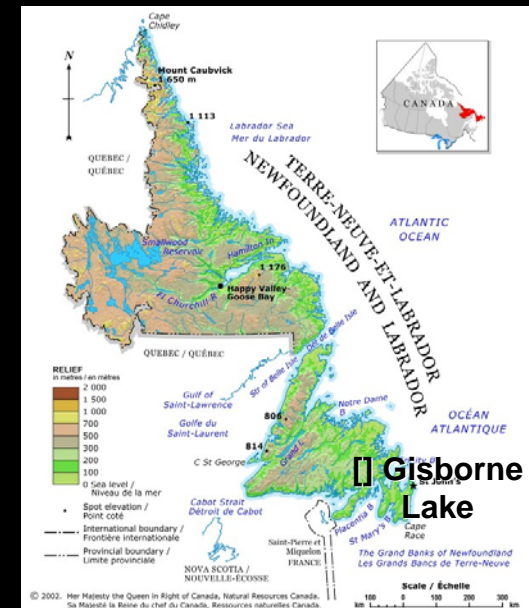 Cape
Chidley
N
Mount Caubvick
1 650 m
1 113
Labrador Sea
Mer du Labrador
CANADA
QUEBEC /
QUÉBEC
TERRE-NEUVE-ET-LABRADOR
NEWFOUNDLAND AND LABRADOR
ATLANTIC
OCEAN
Smallwood
Reservoir
Hamilton In
1 176
Happy Valley-
Goose Bay
Churchill R
QUEBEC / QUÉBEC
Str of Belle Isle
Dét de Belle Isle
RELIEF
in metres / en mètres
2 000
1 500
1 000
700
500
300
200
100
0 Sea level /
Niveau de la mer
Gulf of
Saint-Lawrence
Golfe du
Saint-Laurent
Notre Dame
B
806
OCÉAN
ATLANTIQUE
814
C St George
Grand L
[] Gisborne
Lake
St John's
Spot elevation /
Point coté
International boundary /
Frontière internationale
Provincial boundary /
Limite provinciale
Cabot Strait
Détroit de Cabot
Placentia B
St Mary's B
Cape
Race
Saint-Pierre et
Miquelon
FRANCE
NOVA SCOTIA /
NOUVELLE-ÉCOSSE
The Grand Banks of Newfoundland
Les Grands Bancs de Terre-Neuve
Scale / Échelle
100 0 100 200 300
km km
© 2002. Her Majesty the Queen in Right of Canada, Natural Resources Canada.
Sa Majesté la Reine du chef du Canada, Ressources naturelles Canada.